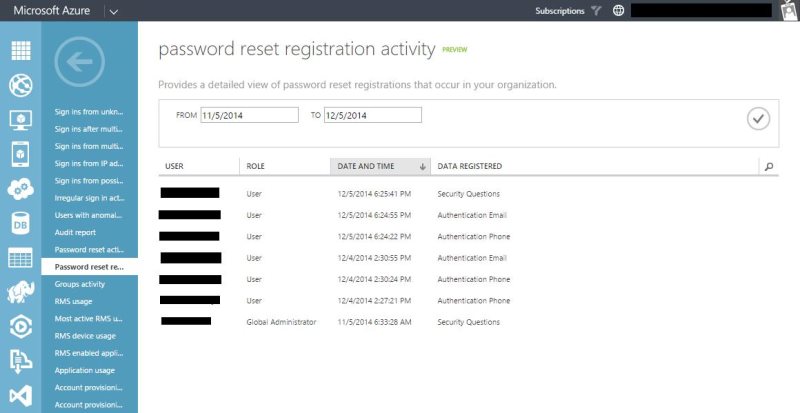 Microsoft Azure
Subscriptions
password reset registration activity PREVIEW
Provides a detailed view of password reset registrations that occur in your organization.
FROM 11/5/2014 TO 12/5/2014
USER ROLE DATE AND TIME DATA REGISTERED
User 12/5/2014 6:25:41 PM Security Questions
User 12/5/2014 6:24:55 PM Authentication Email
User 12/5/2014 6:24:22 PM Authentication Phone
User 12/4/2014 2:30:55 PM Authentication Email
User 12/4/2014 2:30:24 PM Authentication Phone
User 12/4/2014 2:27:21 PM Authentication Phone
Global Administrator 11/5/2014 6:33:28 AM Security Questions
Sign ins from unkn...
Sign ins after multi...
Sign ins from multi...
Sign ins from IP ad...
Sign ins from possi...
Irregular sign in act...
Users with anomal...
Audit report
Password reset acti...
Password reset re...
Groups activity
RMS usage
Most active RMS u...
RMS device usage
RMS enabled appli...
Application usage
Account provisioni...
Account provisioni...
DB